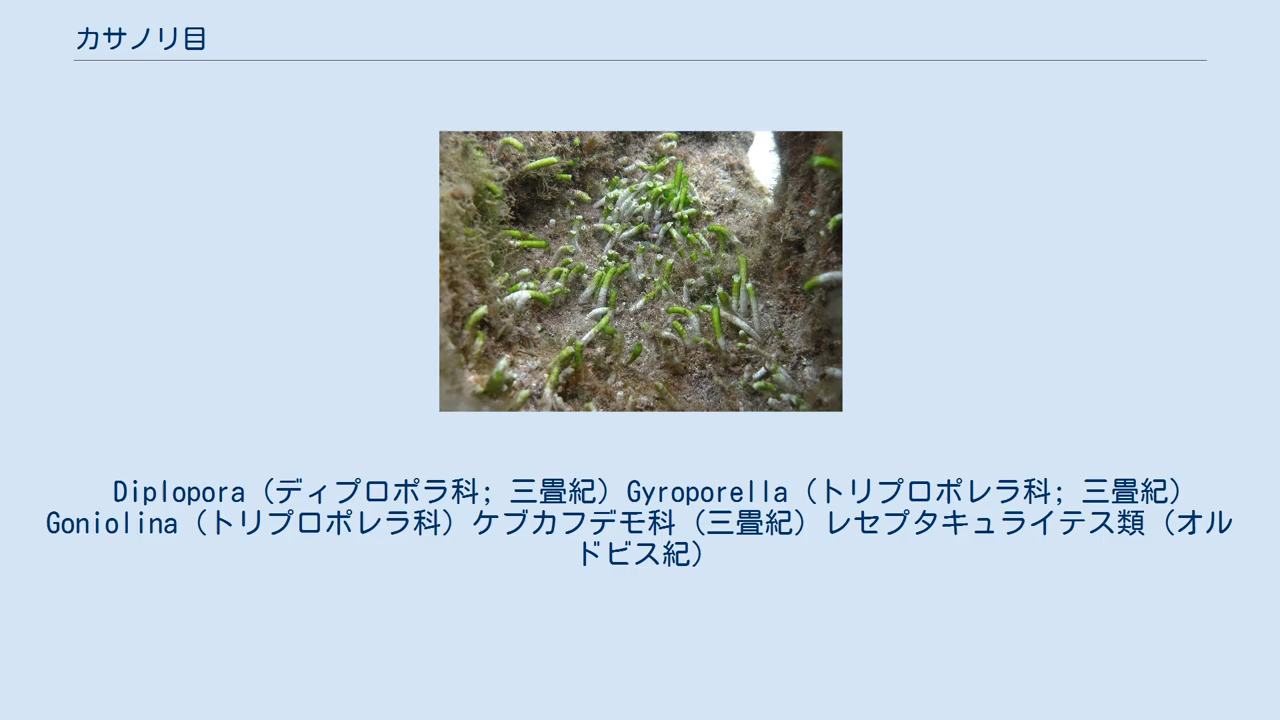 カサノリ目
Diplopora（ディプロポラ科; 三畳紀）Gyroporella（トリプロポレラ科; 三畳紀）
Goniolina（トリプロポレラ科）ケブカフデモ科（三畳紀）レセプタキュライテス類（オル
ドビス紀）